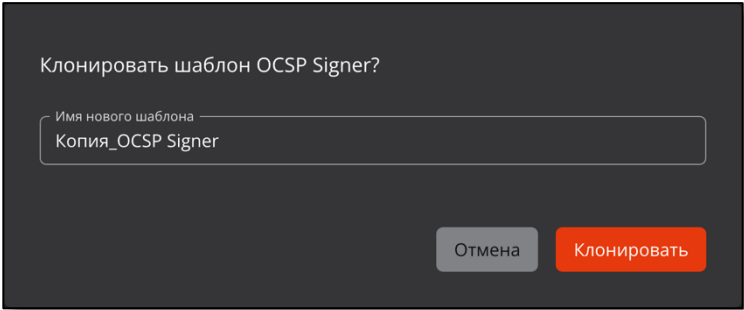 Клонировать шаблон OCSP Signer?
Имя нового шаблона
Копия_OCSP Signer
Отмена Клонировать